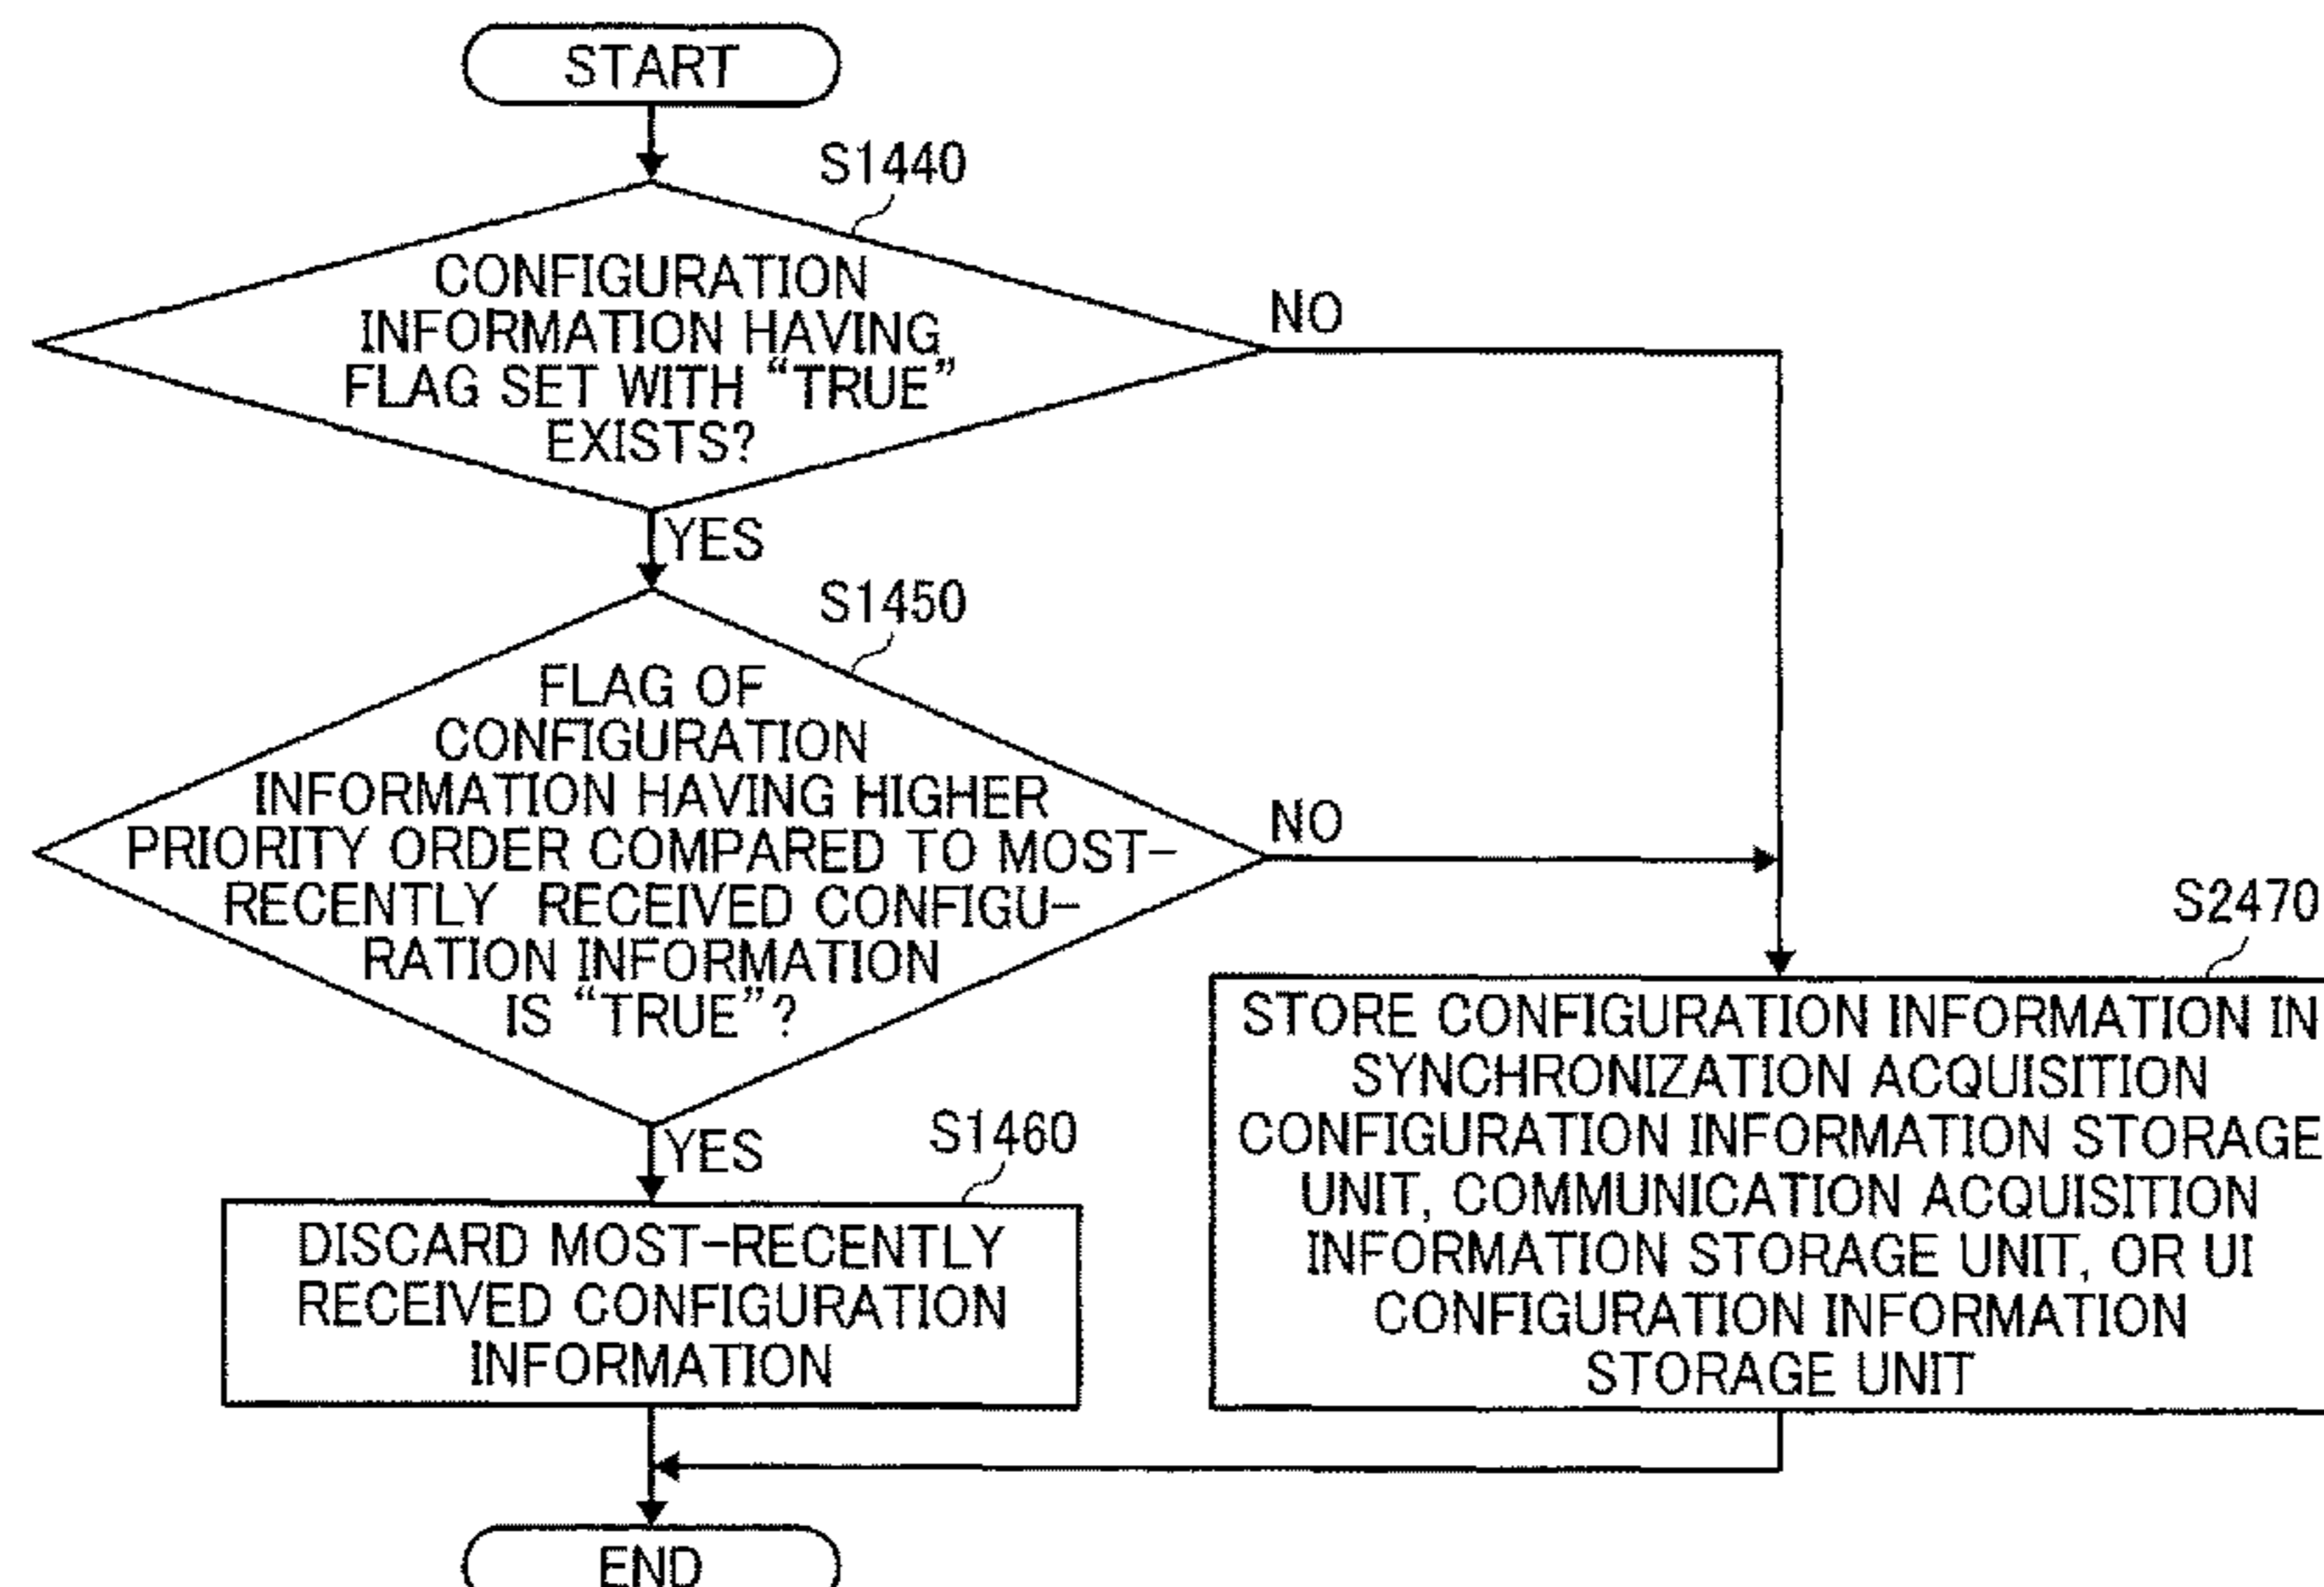 START
S1440
CONFIGURATION
INFORMATION HAVING
FLAG SET WITH “TRUE”
EXISTS?
NO
YES
S1450
FLAG OF
CONFIGURATION
INFORMATION HAVING HIGHER
PRIORITY ORDER COMPARED TO MOST-
RECENTLY RECEIVED CONFIGU-
RATION INFORMATION
IS “TRUE”?
NO
YES
S1460
DISCARD MOST-RECENTLY
RECEIVED CONFIGURATION
INFORMATION
S2470
STORE CONFIGURATION INFORMATION IN
SYNCHRONIZATION ACQUISITION
CONFIGURATION INFORMATION STORAGE
UNIT, COMMUNICATION ACQUISITION
INFORMATION STORAGE UNIT, OR UI
CONFIGURATION INFORMATION
STORAGE UNIT
END